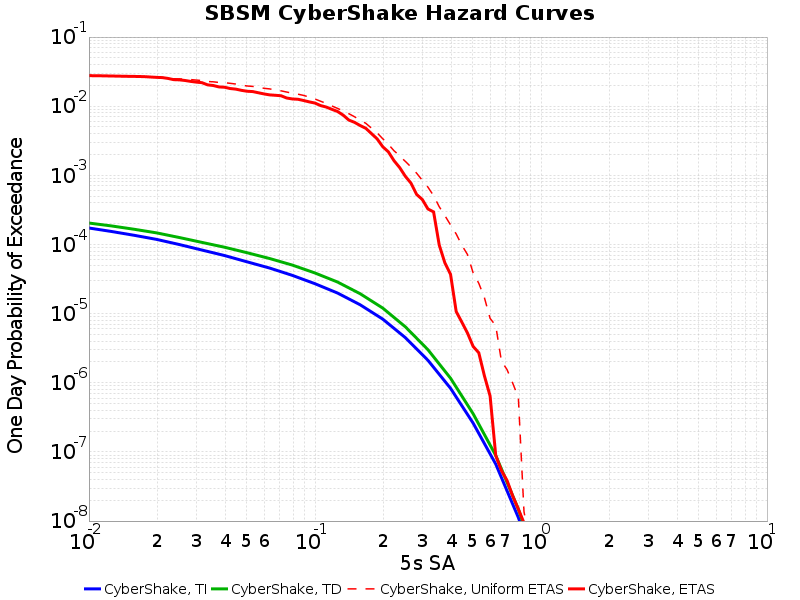 SBSM CyberShake Hazard Curves
One Day Probability of Exceedance
10-1
10-2
10-3
10-4
10-5
10-6
10-7
10-8
10-2 2 3 4 5 6 10-1 2 3 4 5 6 7 100 2 3 4 5 6 7 101
5s SA
CyberShake, TI CyberShake, TD CyberShake, Uniform ETAS CyberShake, ETAS